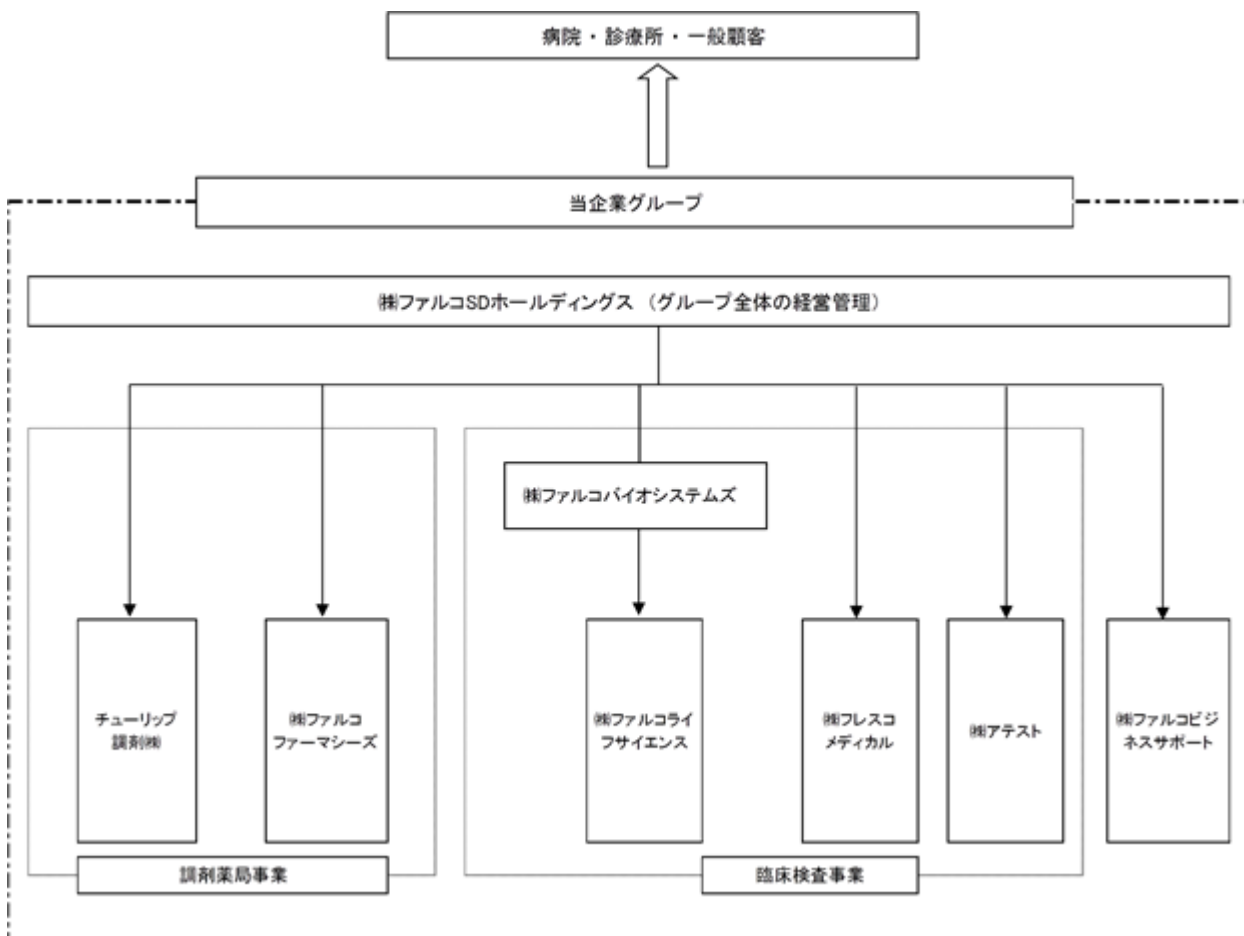 病院・診療所・一般顧客
当企業グループ
㈱ファルコSDホールディングス （グループ全体の経営管理）
㈱ファルコバイオシステムズ
チューリップ
調剤㈱
㈱ファルコ
ファーマシーズ
㈱ファルコライ
フサイエンス
㈱フレスコ
メディカル
㈱アテスト
㈱ファルコビジ
ネスサポート
調剤薬局事業
臨床検査事業